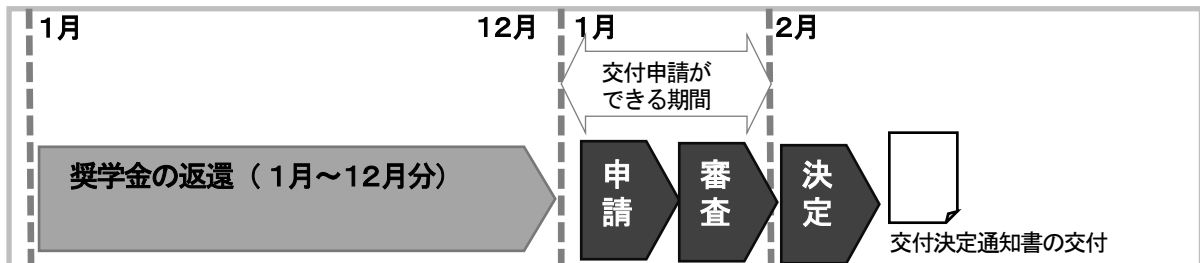 1月
12月
1月
2月
交付申請が
できる期間
奨学金の返還（1月～12月分）
申請
審査
決定
交付決定通知書の交付